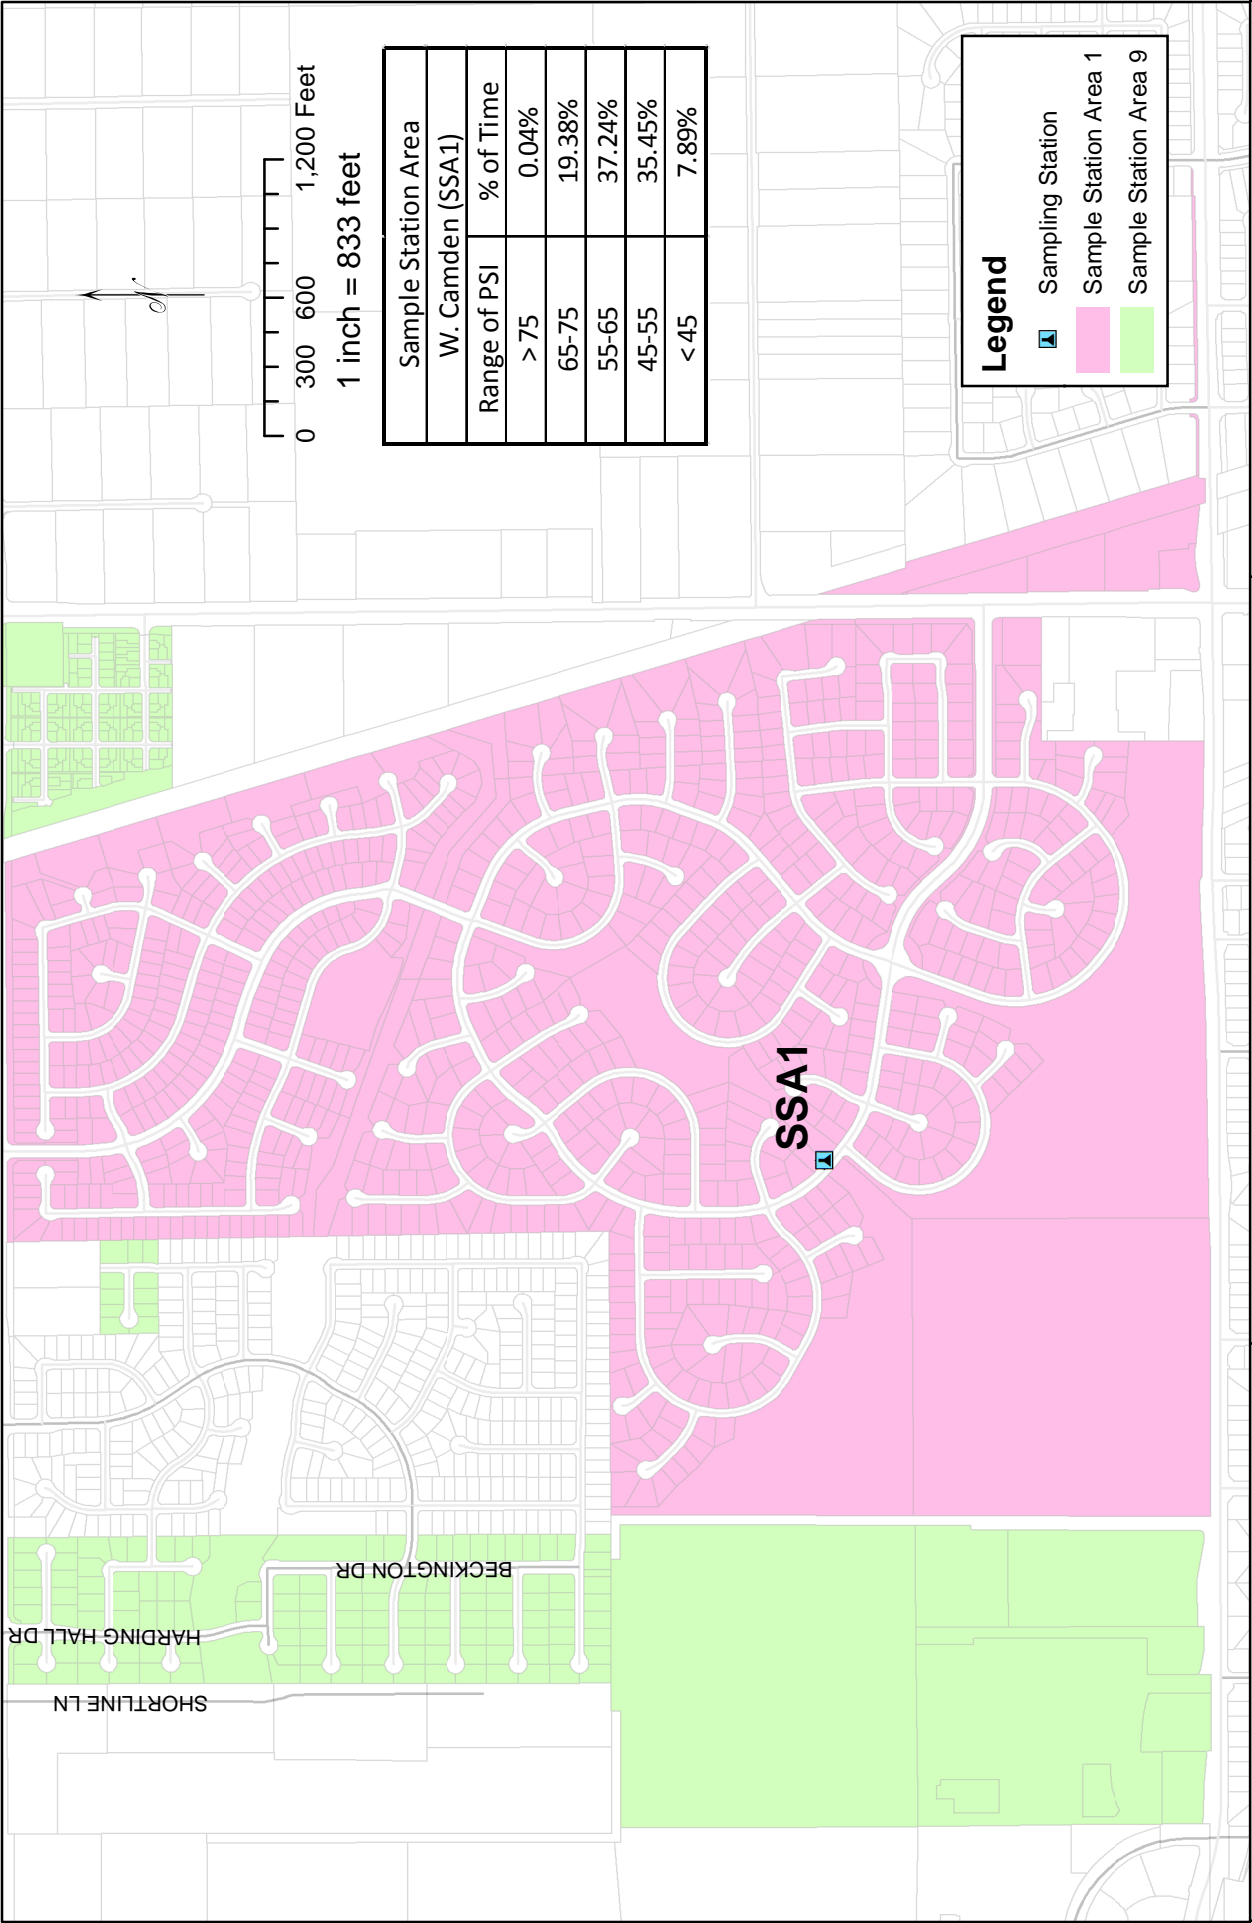 0 300 600 1,200 Feet
1 inch = 833 feet
Sample Station Area
W. Camden (SSA1)
Range of PSI % of Time
> 75 0.04%
65-75 19.38%
55-65 37.24%
45-55 35.45%
< 45 7.89%
SHORTLINE LN
HARDING HALL DR
BECKINGTON DR
SSA1
Legend
Sampling Station
Sample Station Area 1
Sample Station Area 9